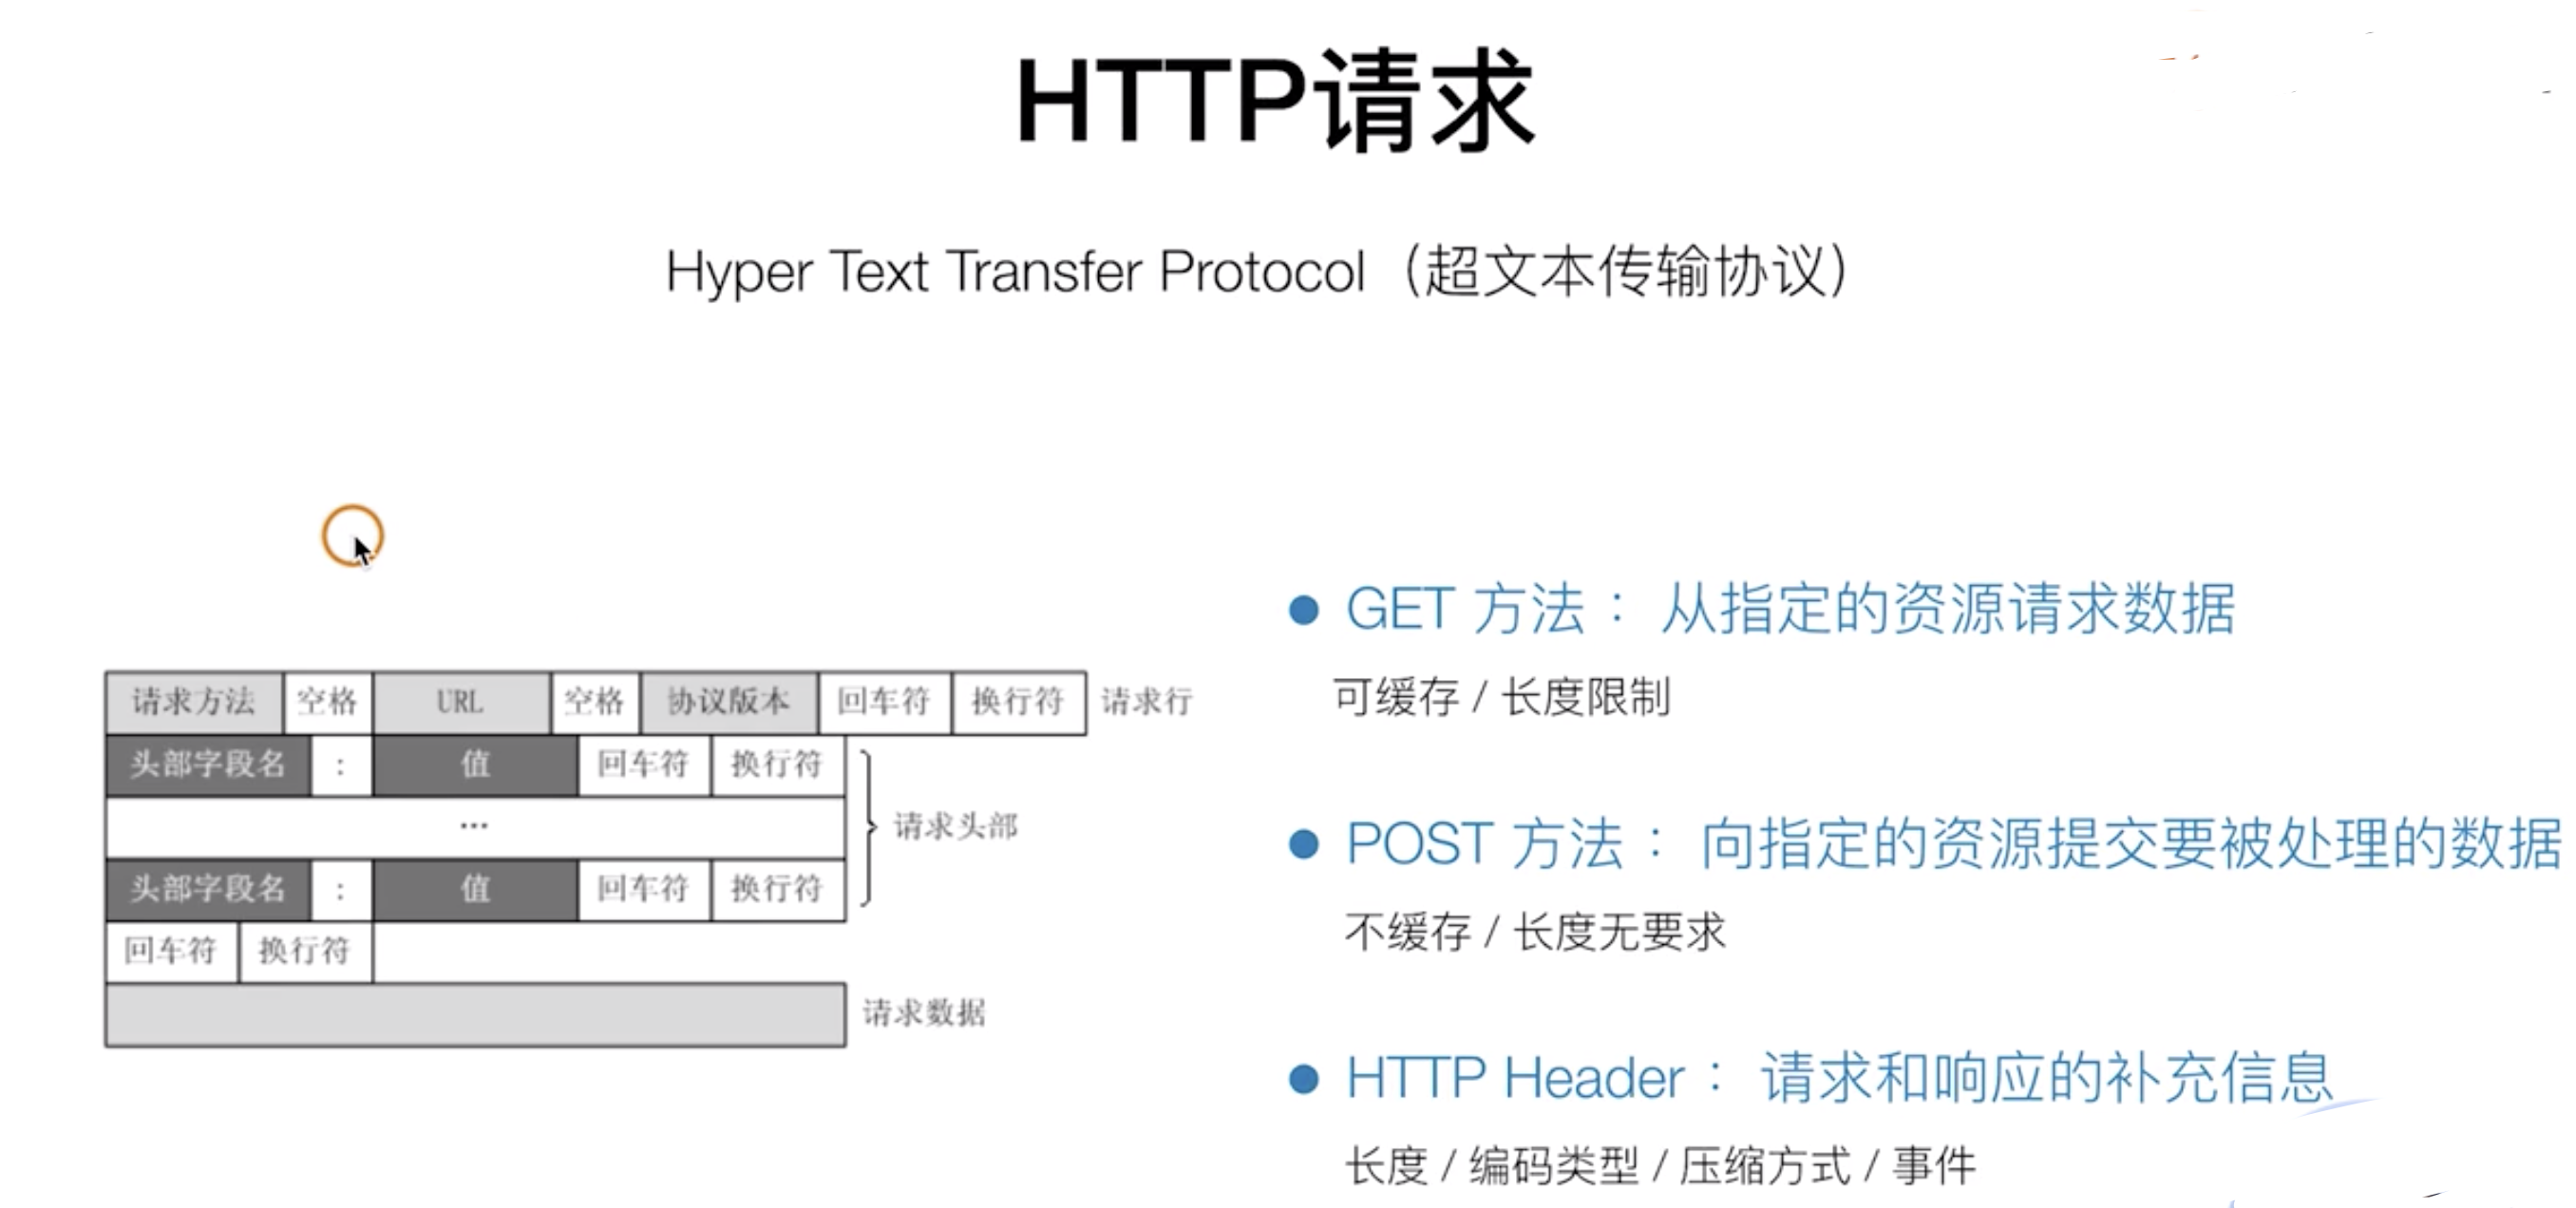 HTTP请求
Hyper Text Transfer Protocol（超文本传输协议）
请求方法 空格 URL 空格 协议版本 回车符 换行符 请求行
头部字段名 : 值 回车符 换行符
...
请求头部
头部字段名 : 值 回车符 换行符
回车符 换行符
请求数据
● GET 方法： 从指定的资源请求数据
可缓存 / 长度限制
● POST 方法： 向指定的资源提交要被处理的数据
不缓存 / 长度无要求
● HTTP Header： 请求和响应的补充信息
长度 / 编码类型 / 压缩方式 / 事件